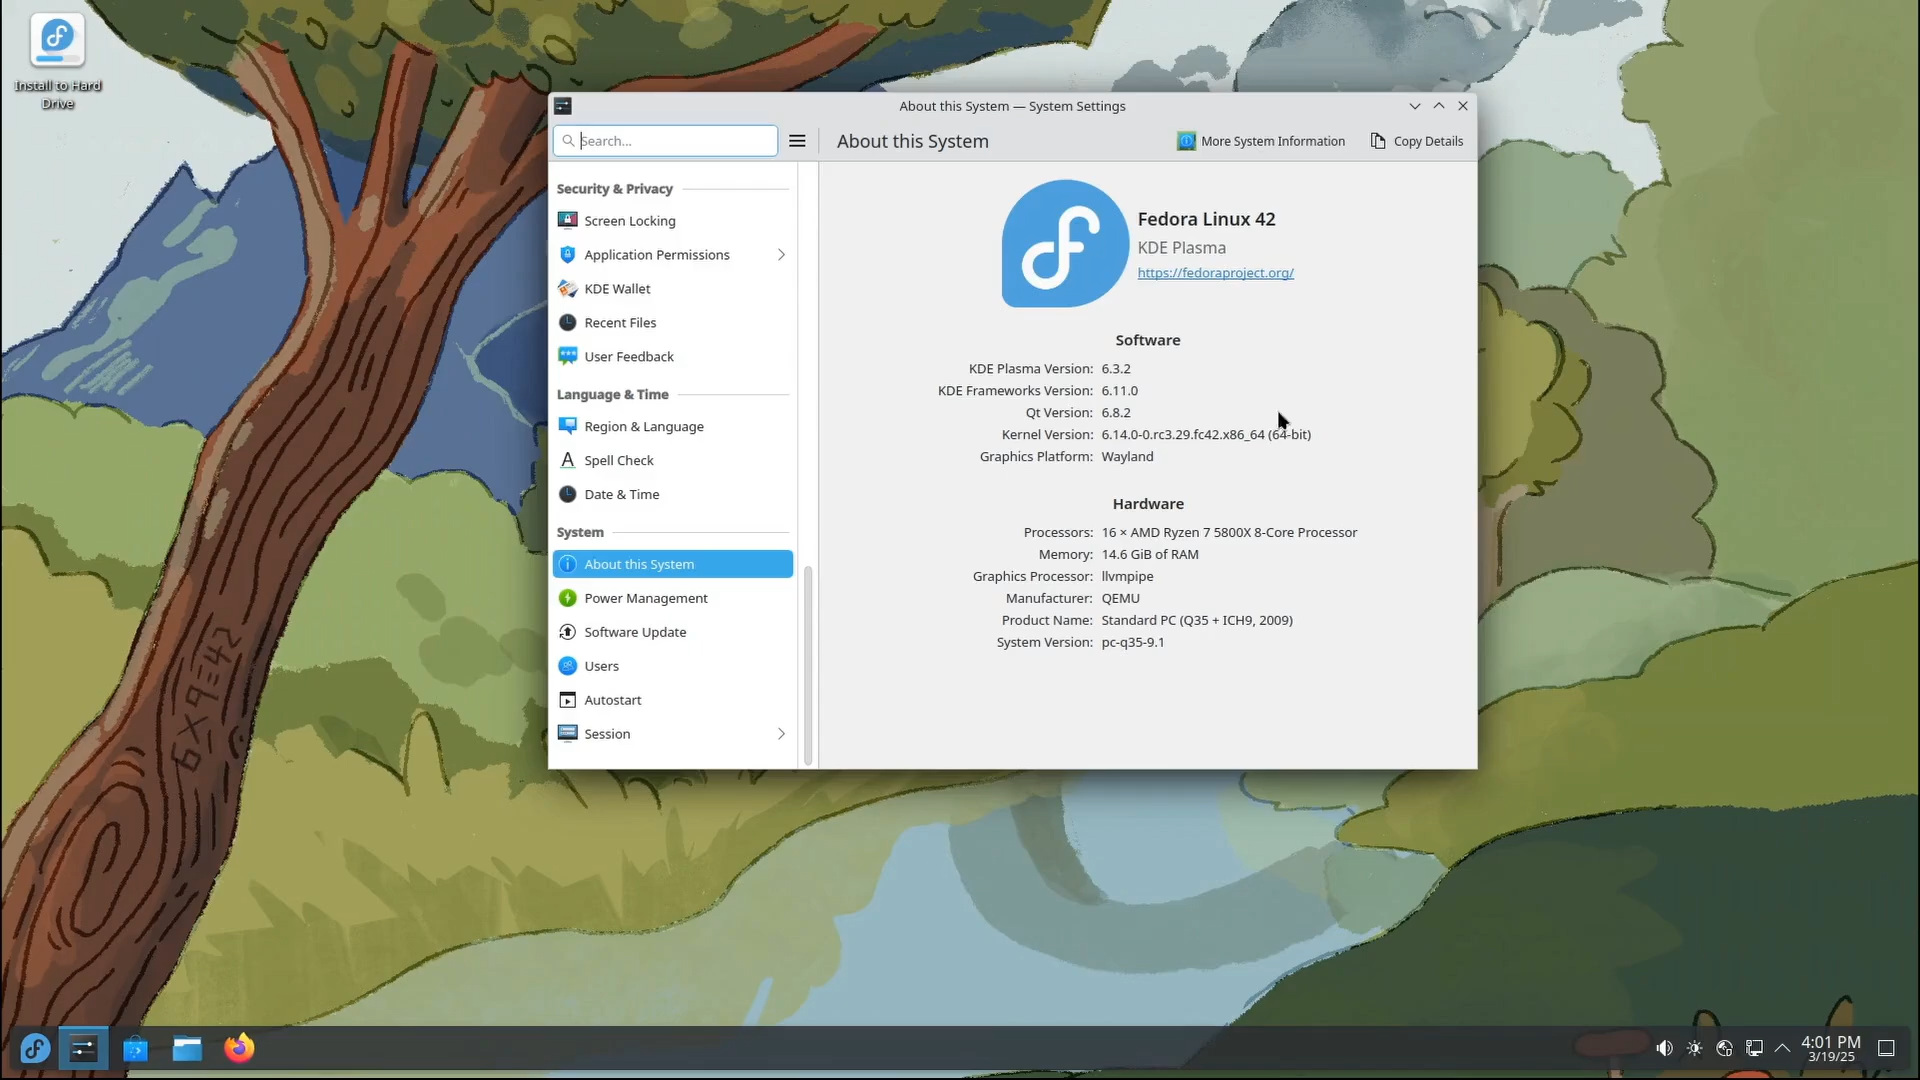 Install to Hard
Drive
About this System — System Settings
Search...
About this System
More System Information
Copy Details
Security & Privacy
Screen Locking
Application Permissions
KDE Wallet
Recent Files
User Feedback
Language & Time
Region & Language
Spell Check
Date & Time
System
About this System
Power Management
Software Update
Users
Autostart
Session
Fedora Linux 42
KDE Plasma
https://fedoraproject.org/
Software
KDE Plasma Version: 6.3.2
KDE Frameworks Version: 6.11.0
Qt Version: 6.8.2
Kernel Version: 6.14.0-0.rc3.29.fc42.x86_64 (64-bit)
Graphics Platform: Wayland
Hardware
Processors: 16 × AMD Ryzen 7 5800X 8-Core Processor
Memory: 14.6 GiB of RAM
Graphics Processor: llvmpipe
Manufacturer: QEMU
Product Name: Standard PC (Q35 + ICH9, 2009)
System Version: pc-q35-9.1
6×9=42
4:01 PM
3/19/25